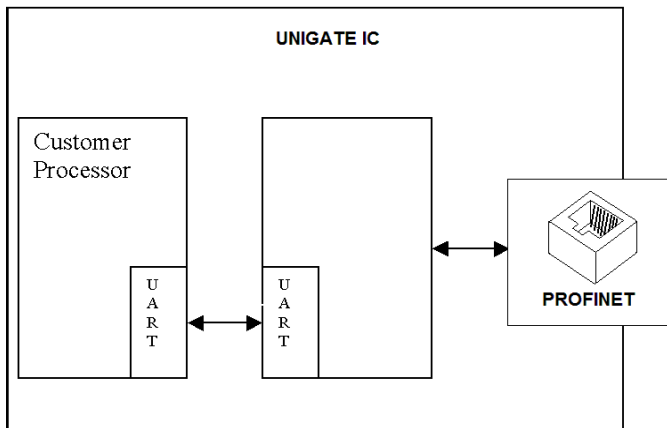 UNIGATE IC
Customer
Processor
U
A
R
T
U
A
R
T
PROFINET